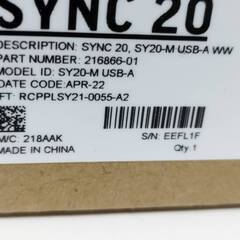 SYNC 20
DESCRIPTION: SYNC 20, SY20-M USB-A WW
PART NUMBER: 216866-01
MODEL ID: SY20-M USB-A
DATE CODE: APR-22
FT: RCPPLSY21-0055-A2
WC: 218AAK
S/N: EEFL1F
MADE IN CHINA
Qty.1